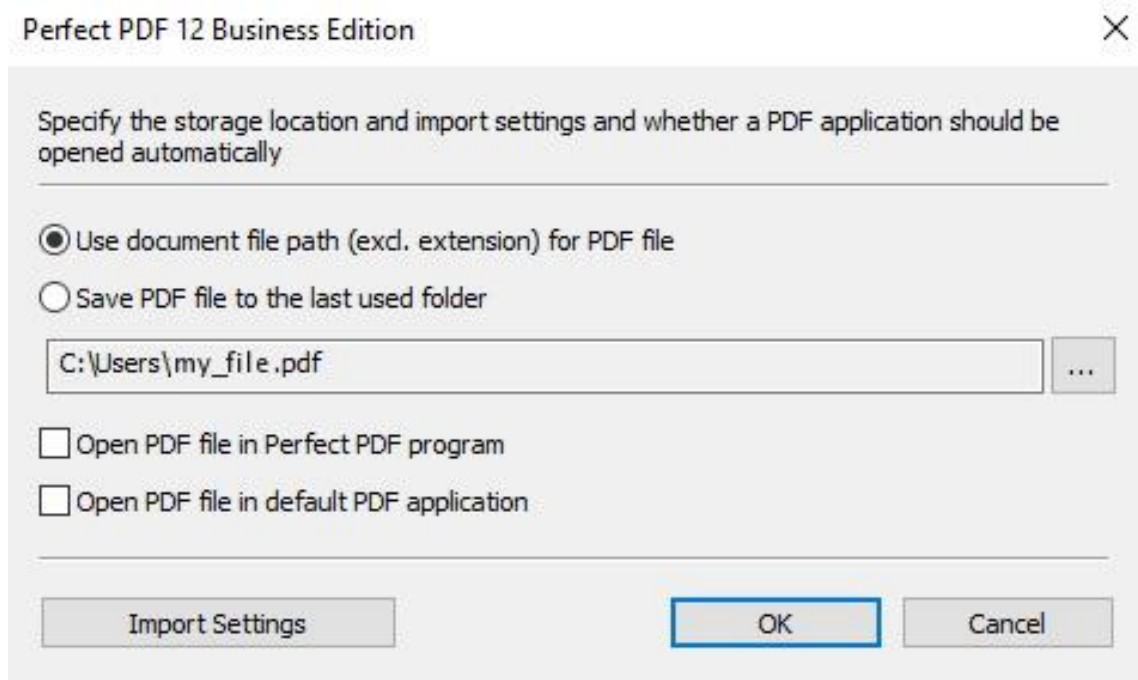 Perfect PDF 12 Business Edition
Specify the storage location and import settings and whether a PDF application should be
opened automatically
Use document file path (excl. extension) for PDF file
Save PDF file to the last used folder
C:\Users\my_file.pdf
...
Open PDF file in Perfect PDF program
Open PDF file in default PDF application
Import Settings
OK
Cancel